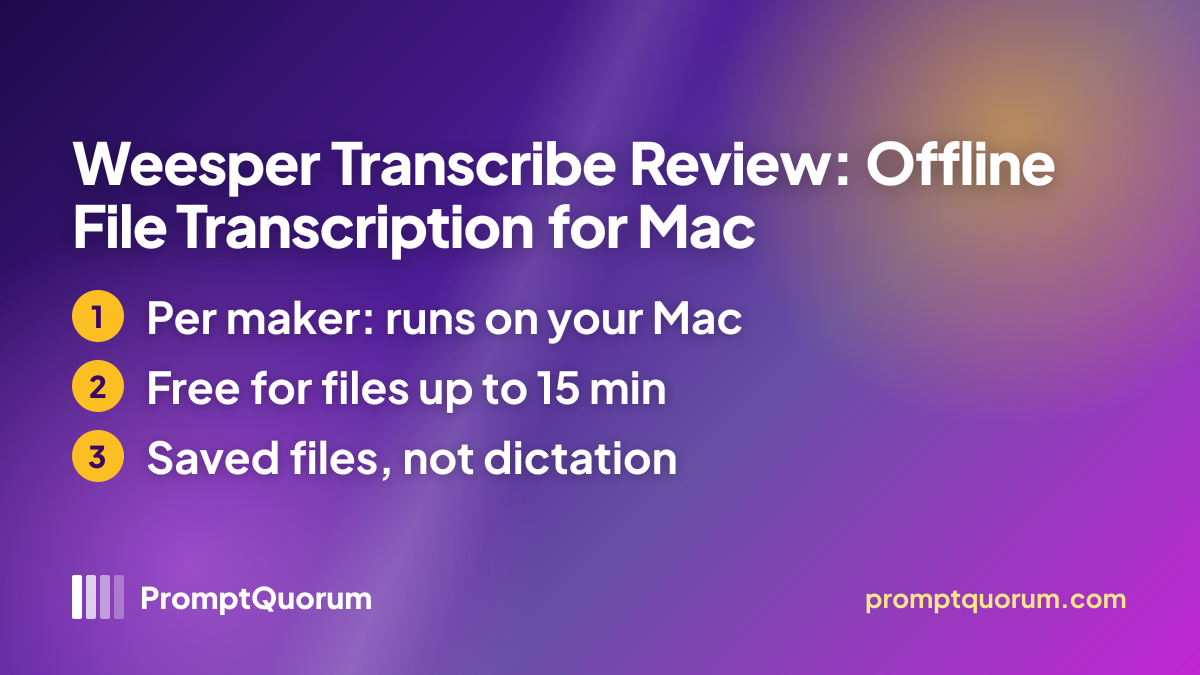 Weesper Transcribe Review: Offline
File Transcription for Mac
1 Per maker: runs on your Mac
2 Free for files up to 15 min
3 Saved files, not dictation
PromptQuorum
promptquorum.com